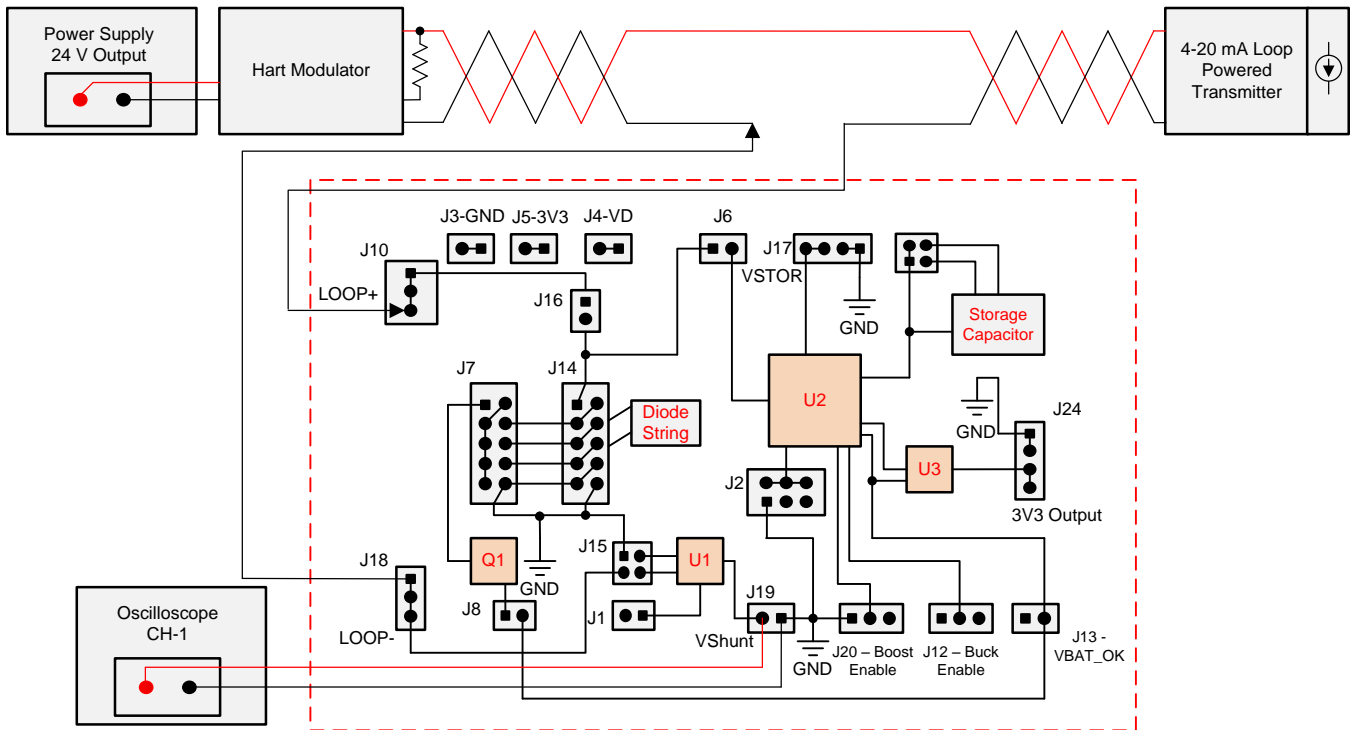 Power Supply
24 V Output
Hart Modulator
4-20 mA Loop
Powered
Transmitter
J3-GND
J5-3V3
J4-VD
J6
J17
VSTOR
GND
J10
LOOP+
J16
Storage
Capacitor
J7
J14
Diode
String
U2
GND
J24
U3
3V3 Output
J2
J18
LOOP-
Q1
GND
J15
U1
J8
J1
J19
VShunt
GND
J20 – Boost
Enable
J12 – Buck
Enable
J13 -
VBAT_OK
Oscilloscope
CH-1